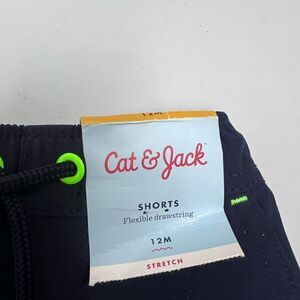 12M
Cat & Jack
SHORTS
Flexible drawstring
12M
STRETCH